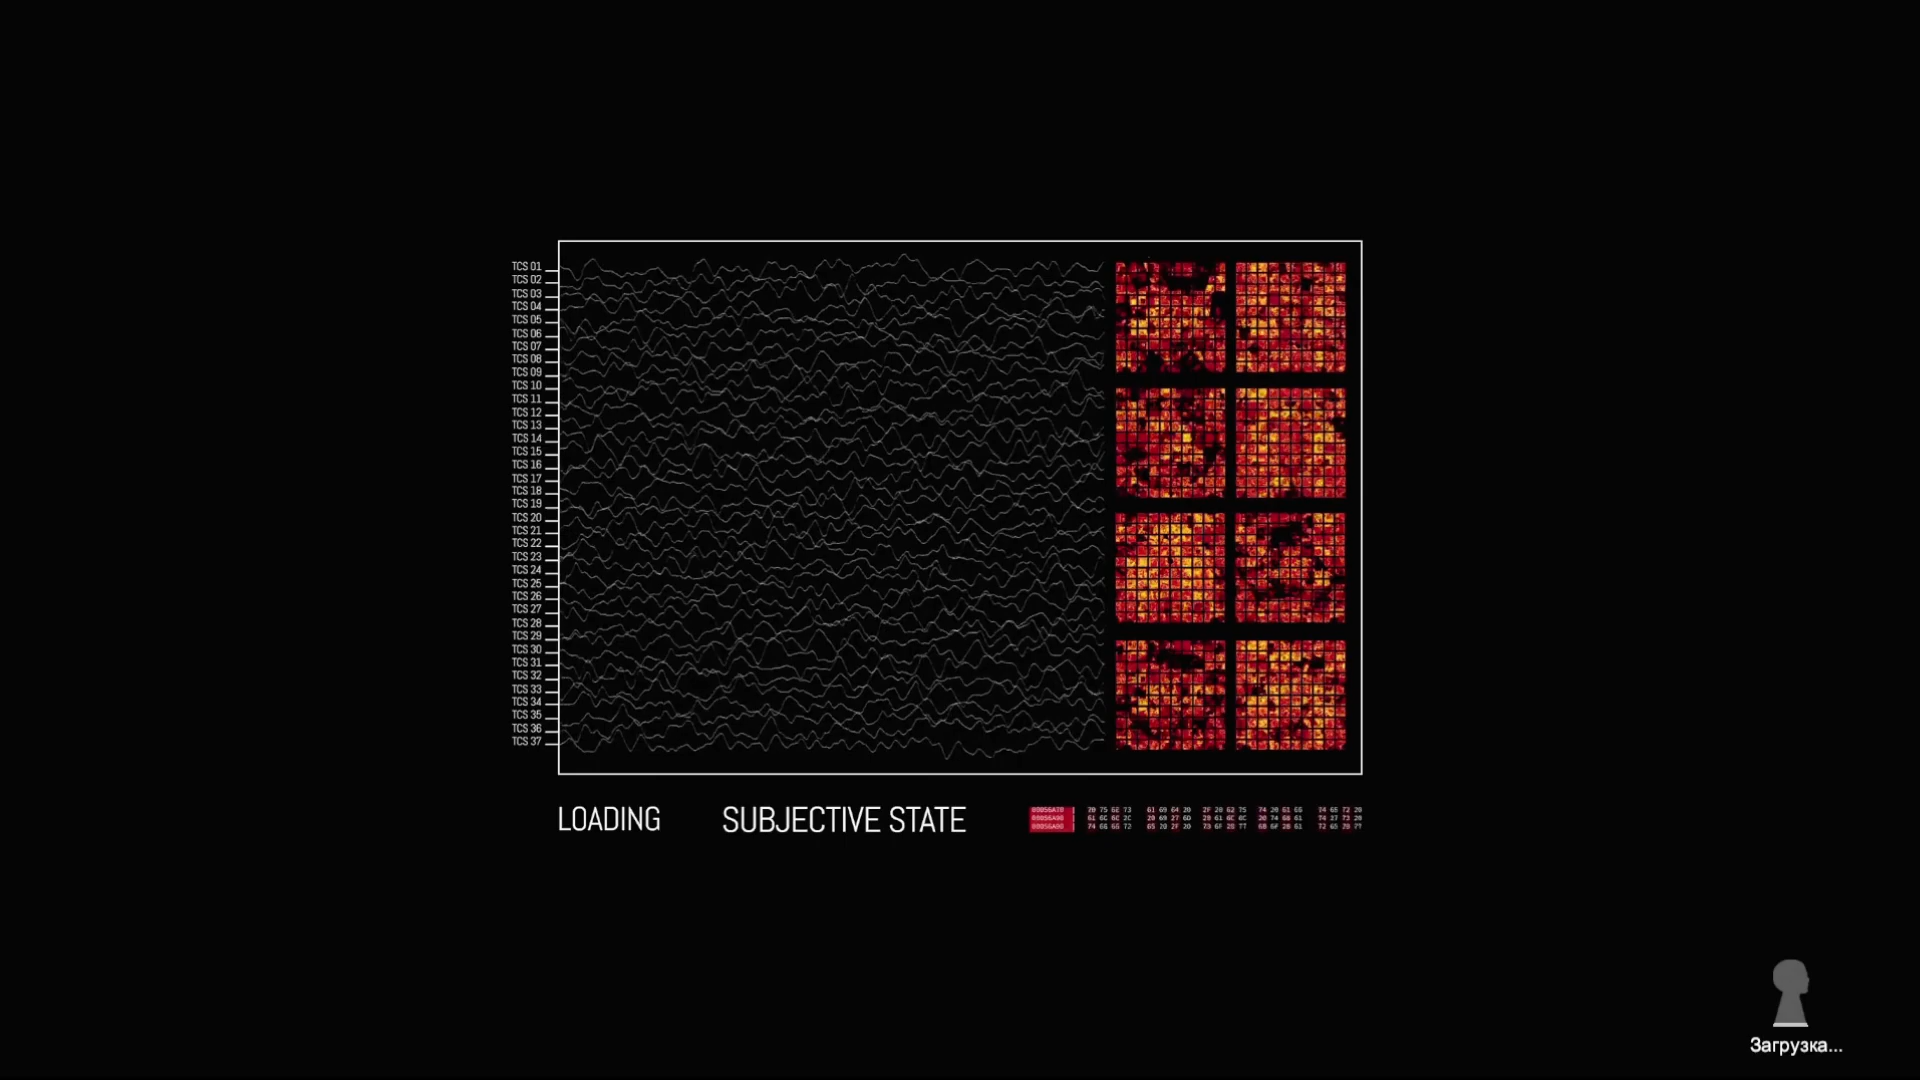 TCS 01
TCS 02
TCS 03
TCS 04
TCS 05
TCS 06
TCS 07
TCS 08
TCS 09
TCS 10
TCS 11
TCS 12
TCS 13
TCS 14
TCS 15
TCS 16
TCS 17
TCS 18
TCS 19
TCS 20
TCS 21
TCS 22
TCS 23
TCS 24
TCS 25
TCS 26
TCS 27
TCS 28
TCS 29
TCS 30
TCS 31
TCS 32
TCS 33
TCS 34
TCS 35
TCS 36
TCS 37
LOADING SUBJECTIVE STATE
Загрузка...